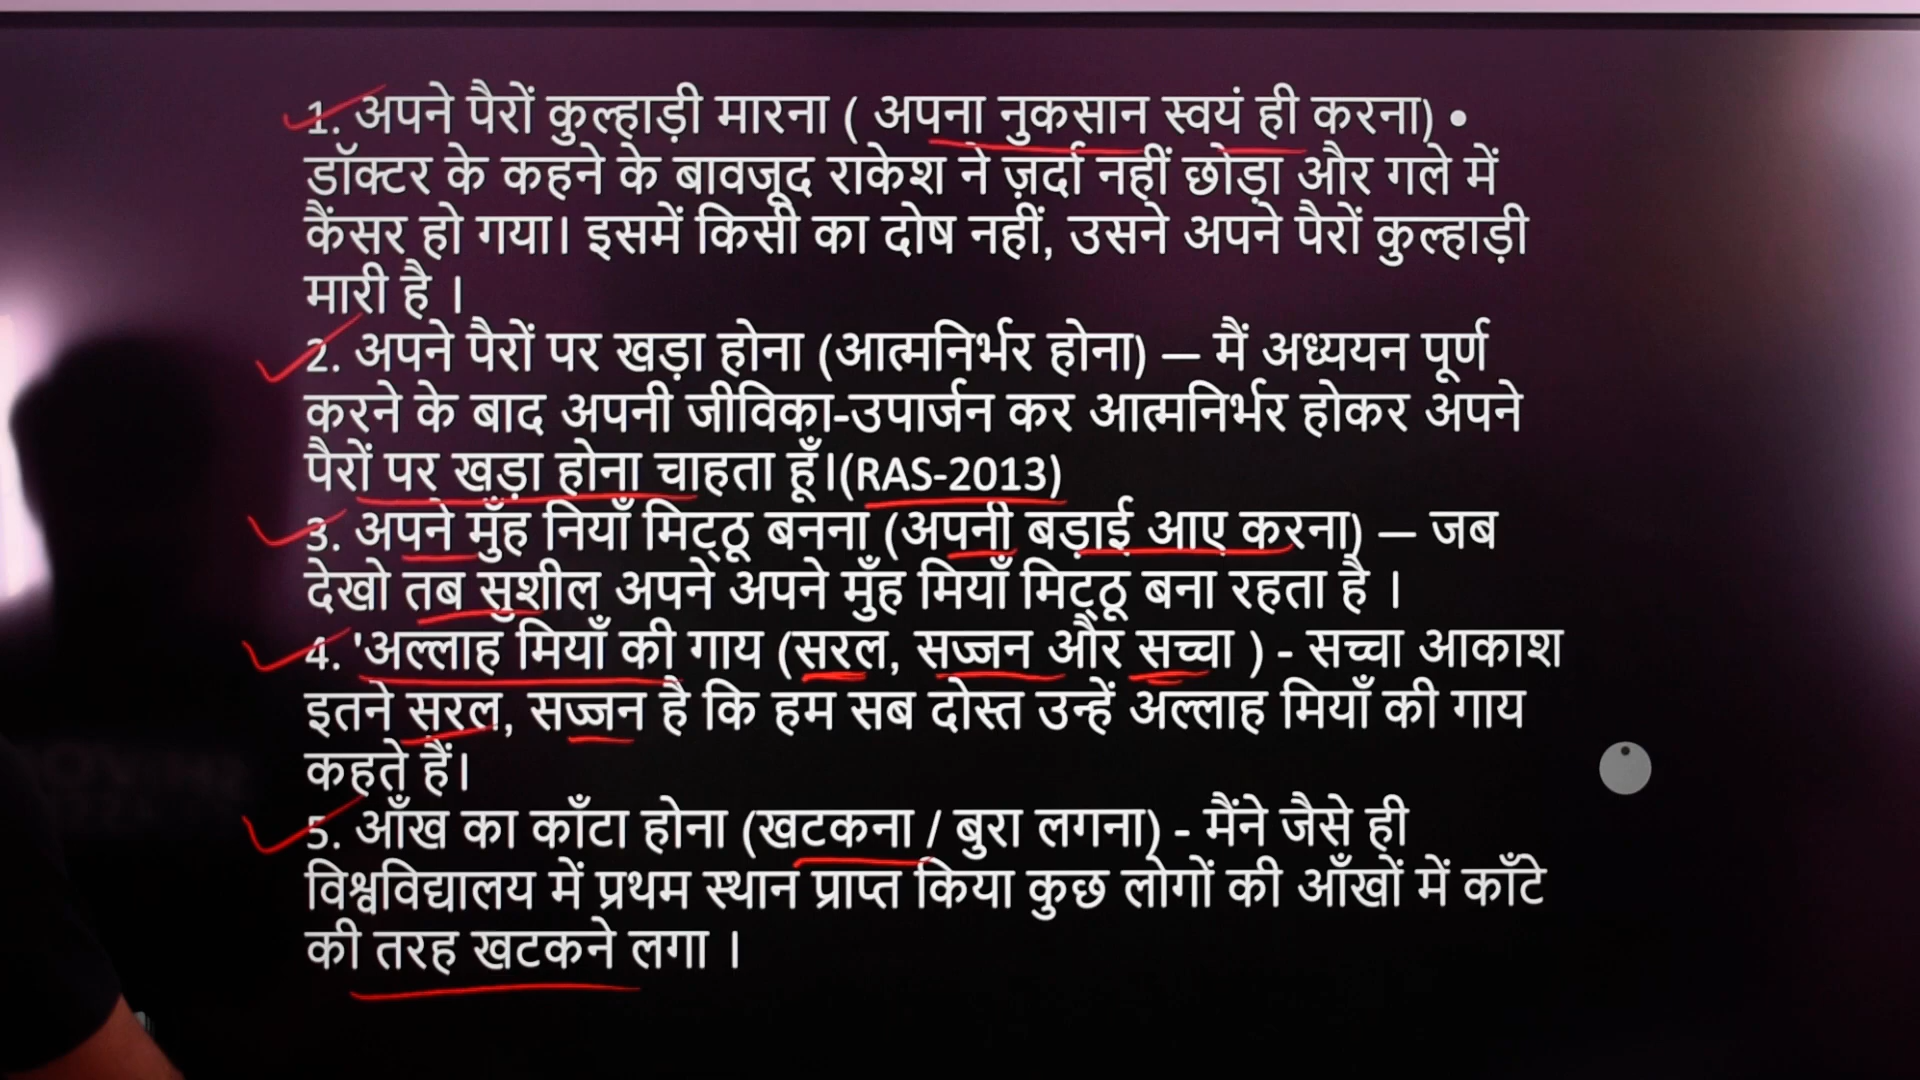 1. अपने पैरों कुल्हाड़ी मारना ( अपना नुकसान स्वयं ही करना) •
डॉक्टर के कहने के बावजूद राकेश ने ज़र्दा नहीं छोड़ा और गले में
कैंसर हो गया। इसमें किसी का दोष नहीं, उसने अपने पैरों कुल्हाड़ी
मारी है ।
2. अपने पैरों पर खड़ा होना (आत्मनिर्भर होना) — मैं अध्ययन पूर्ण
करने के बाद अपनी जीविका-उपार्जन कर आत्मनिर्भर होकर अपने
पैरों पर खड़ा होना चाहता हूँ।(RAS-2013)
3. अपने मुँह नियाँ मिट्ठू बनना (अपनी बड़ाई आए करना) — जब
देखो तब सुशील अपने अपने मुँह मियाँ मिट्ठू बना रहता है ।
4. 'अल्लाह मियाँ की गाय (सरल, सज्जन और सच्चा ) - सच्चा आकाश
इतने सरल, सज्जन है कि हम सब दोस्त उन्हें अल्लाह मियाँ की गाय
कहते हैं।
5. आँख का काँटा होना (खटकना / बुरा लगना) - मैंने जैसे ही
विश्वविद्यालय में प्रथम स्थान प्राप्त किया कुछ लोगों की आँखों में काँटे
की तरह खटकने लगा ।